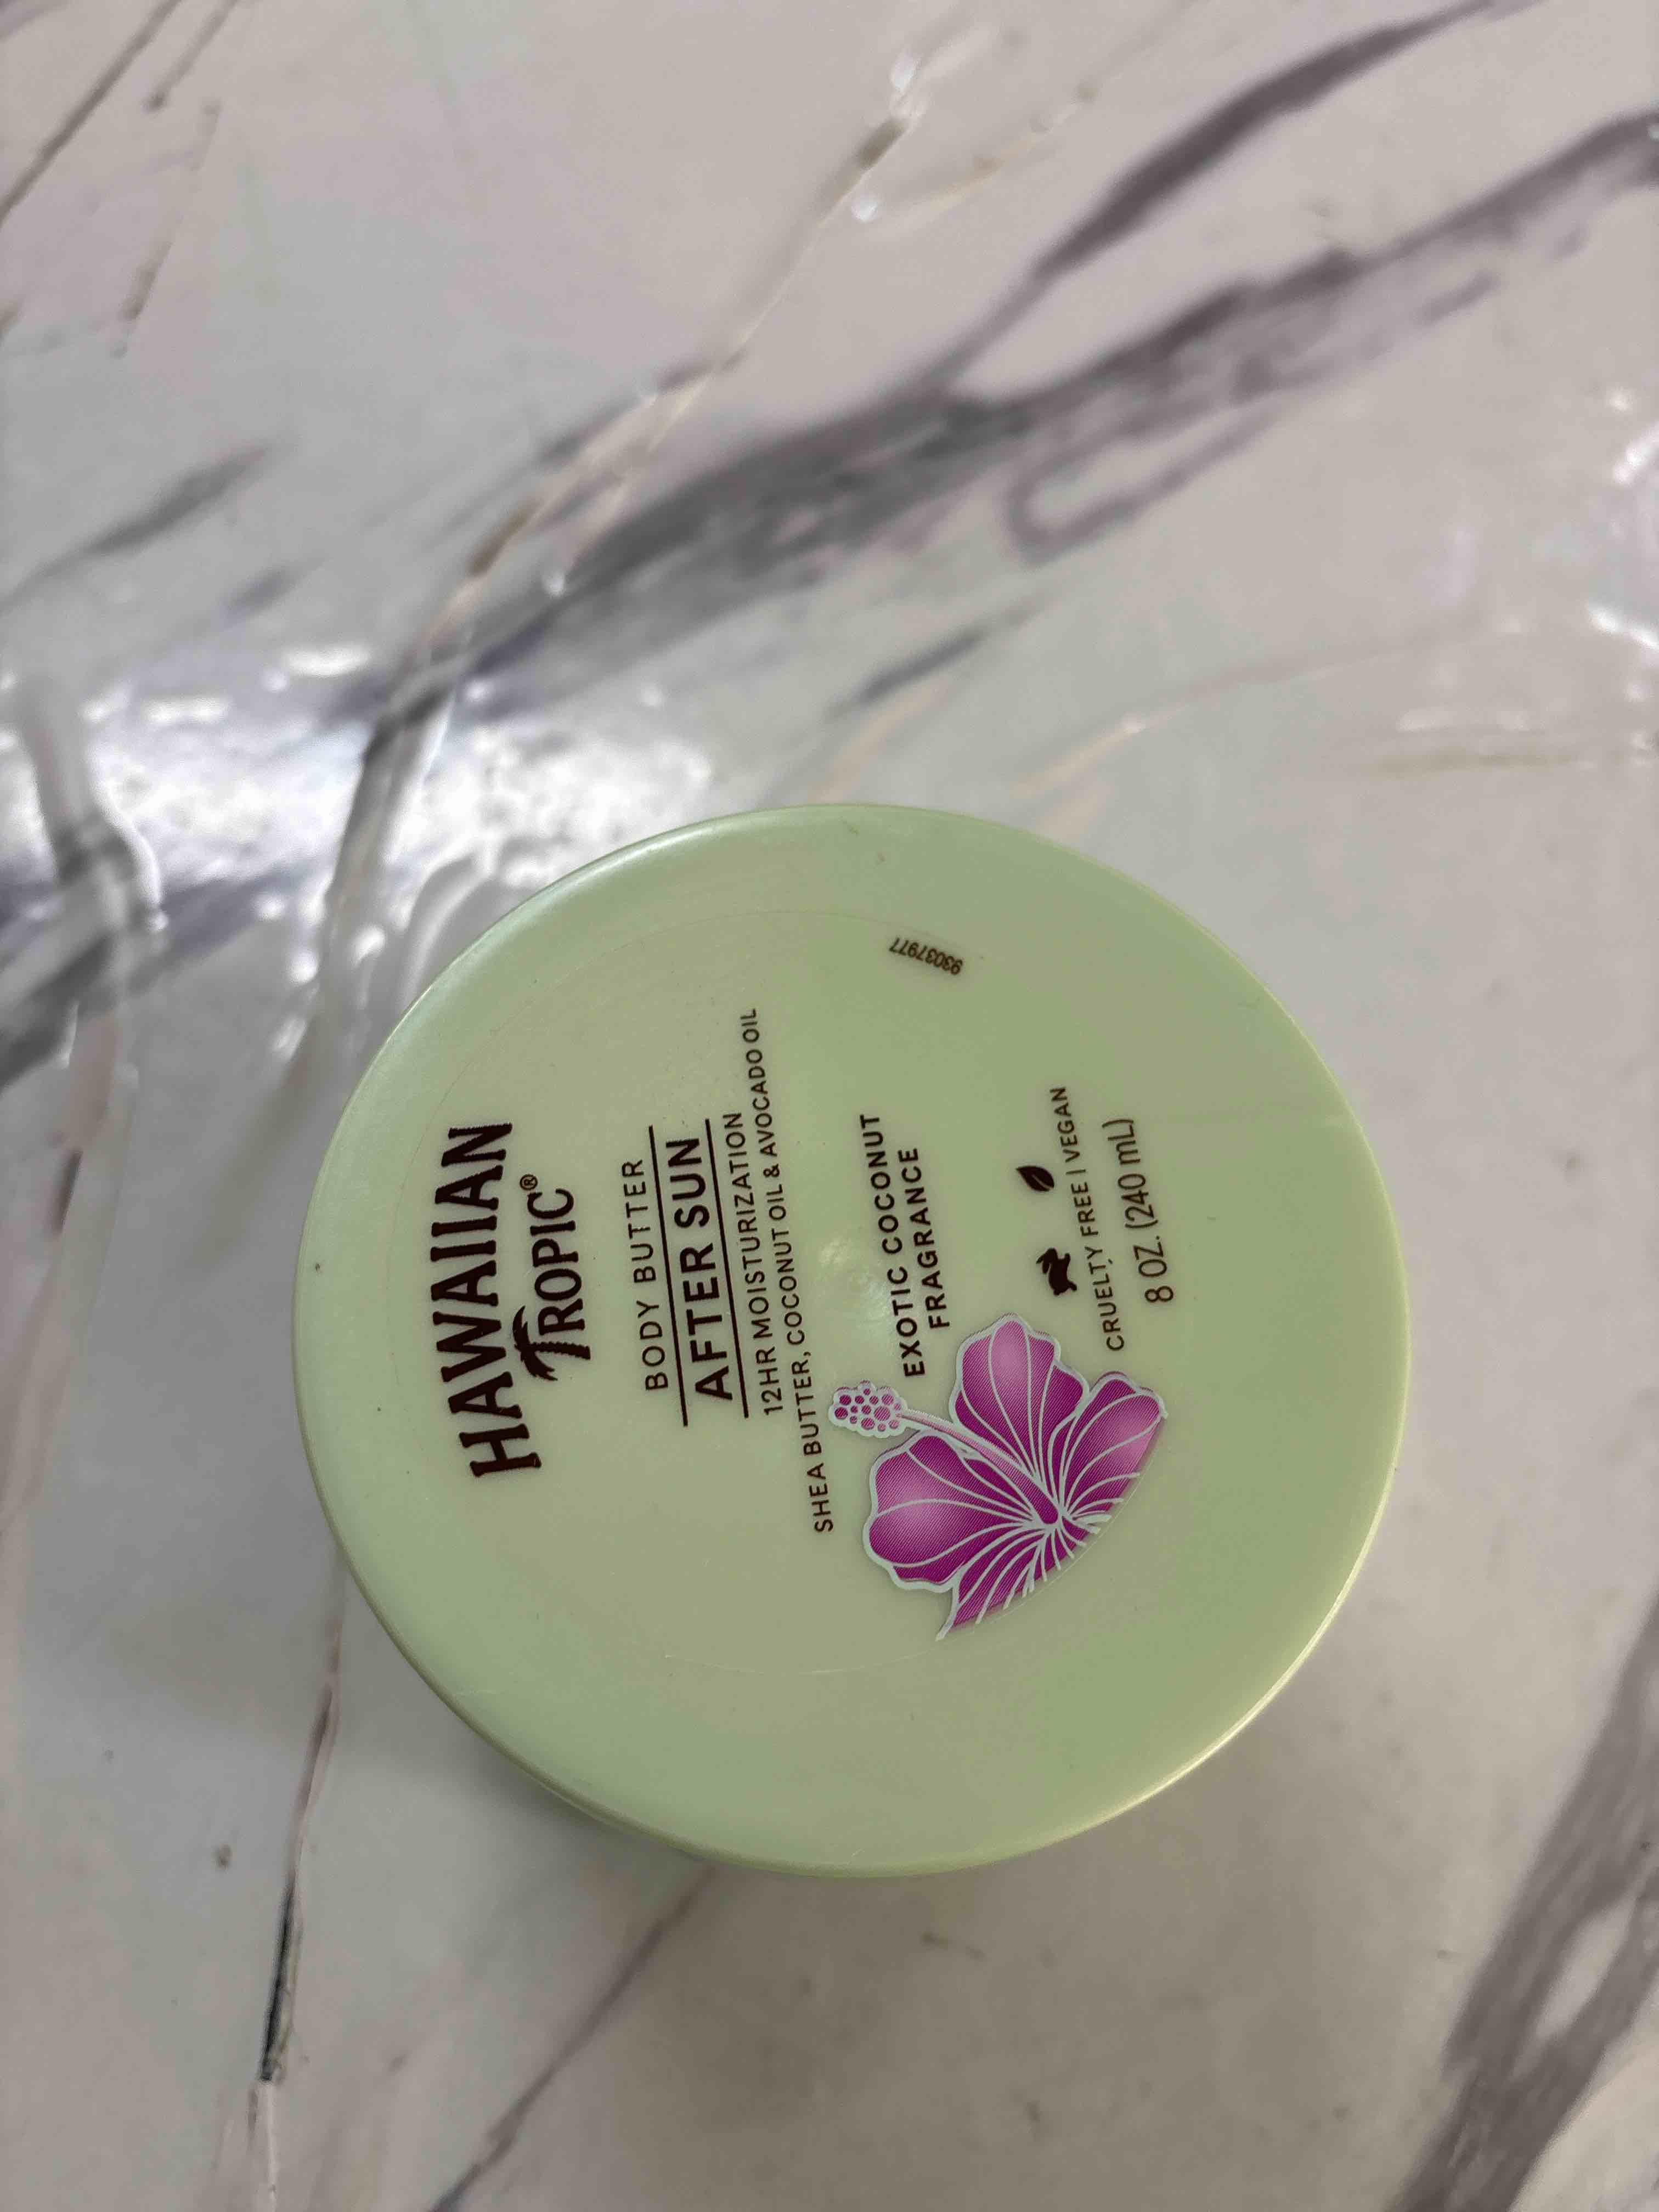 HAWAIIAN
TROPIC®
BODY BUTTER
AFTER SUN
12HR MOISTURIZATION
SHEA BUTTER, COCONUT OIL & AVOCADO OIL
EXOTIC COCONUT
FRAGRANCE
CRUELTY FREE | VEGAN
8 OZ. (240 mL)
93037977